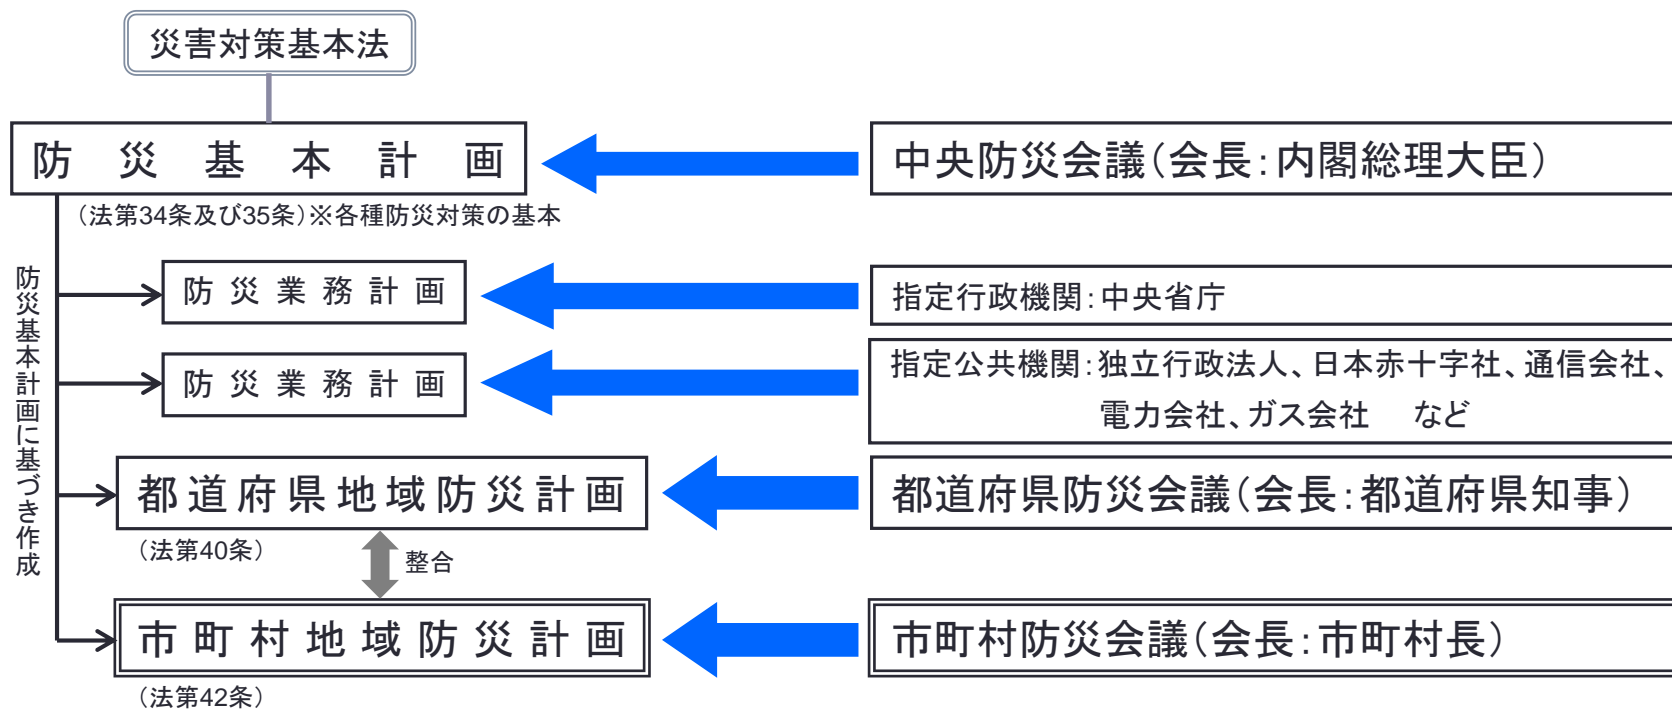 災害対策基本法
防災基本計画
中央防災会議（会長：内閣総理大臣）
（法第34条及び35条）※各種防災対策の基本
防災基本計画に基づき作成
防災業務計画
指定行政機関：中央省庁
防災業務計画
指定公共機関：独立行政法人、日本赤十字社、通信会社、
電力会社、ガス会社　など
都道府県地域防災計画
都道府県防災会議（会長：都道府県知事）
（法第40条）
整合
市町村地域防災計画
市町村防災会議（会長：市町村長）
（法第42条）